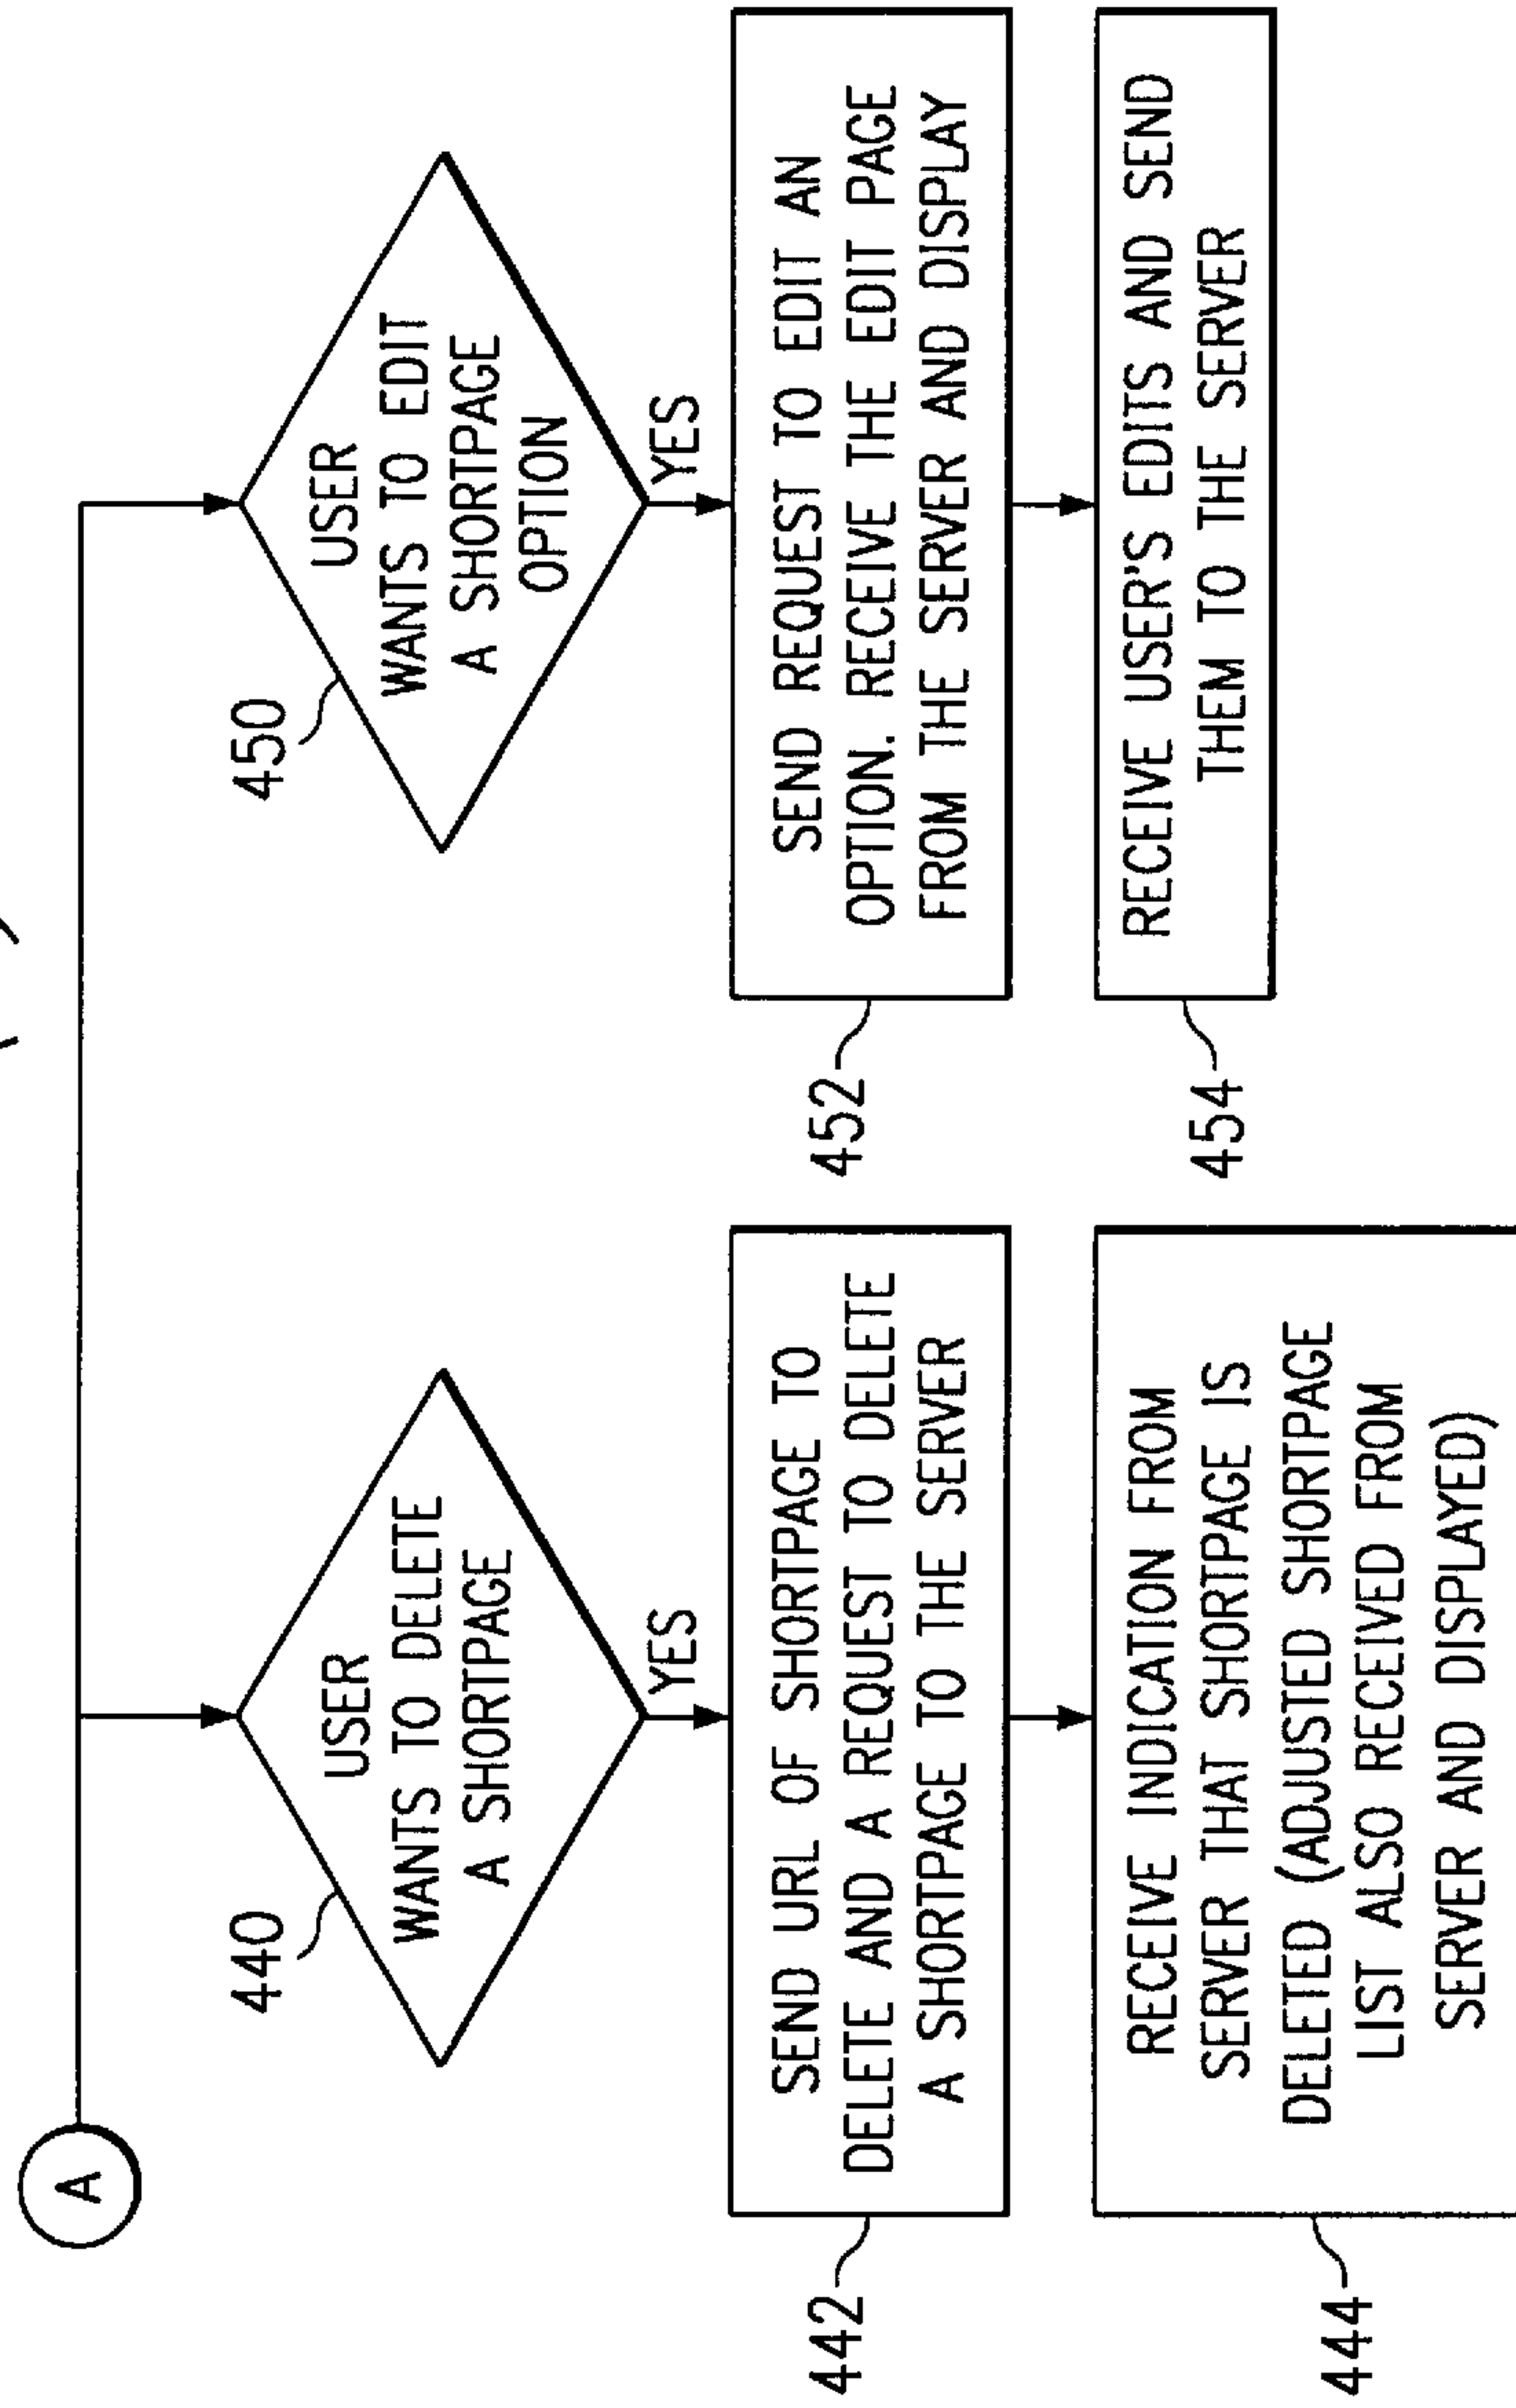 A
440
USER
WANTS TO DELETE
A SHORTPAGE
YES
442
SEND URL OF SHORTPAGE TO
DELETE AND A REQUEST TO DELETE
A SHORTPAGE TO THE SERVER
444
RECEIVE INDICATION FROM
SERVER THAT SHORTPAGE IS
DELETED (ADJUSTED SHORTPAGE
LIST ALSO RECEIVED FROM
SERVER AND DISPLAYED)
450
USER
WANTS TO EDIT
A SHORTPAGE
OPTION
YES
452
SEND REQUEST TO EDIT AN
OPTION. RECEIVE THE EDIT PAGE
FROM THE SERVER AND DISPLAY
454
RECEIVE USER'S EDITS AND SEND
THEM TO THE SERVER